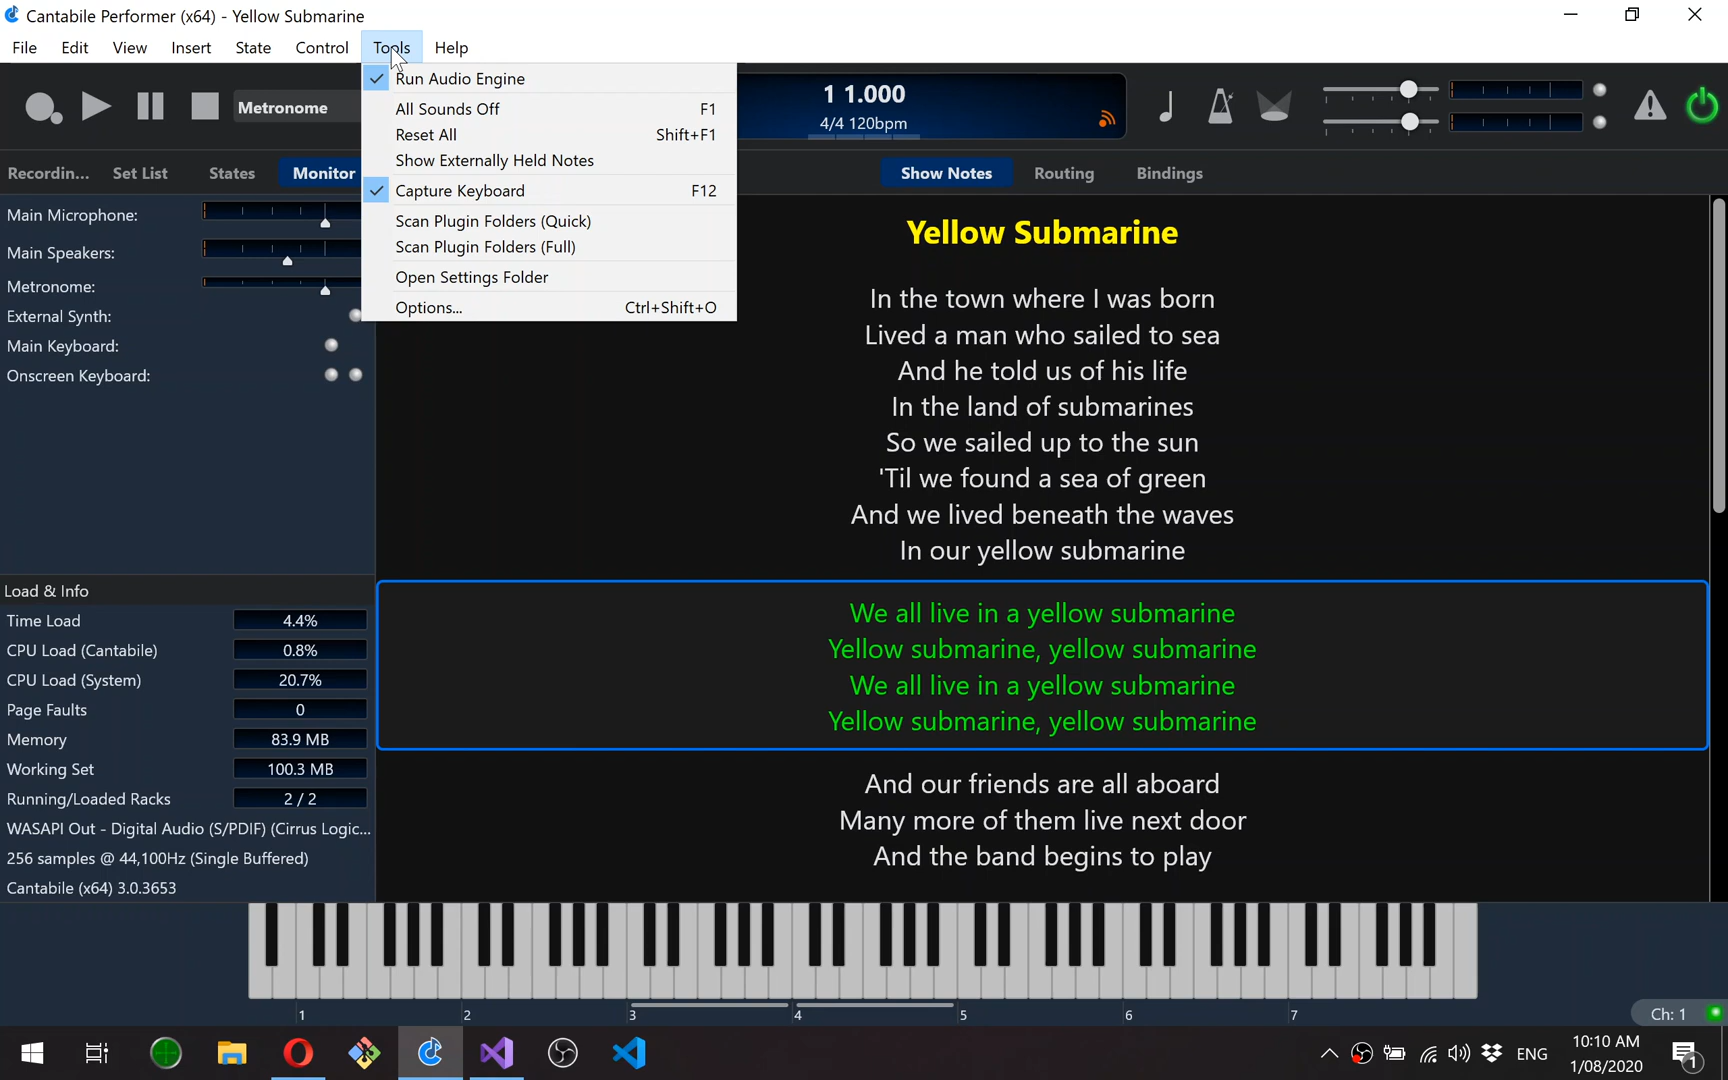 Cantabile Performer (x64) - Yellow Submarine
File Edit View Insert State Control Tools Help
Run Audio Engine
All Sounds Off F1
Reset All Shift+F1
Show Externally Held Notes
Capture Keyboard F12
Scan Plugin Folders (Quick)
Scan Plugin Folders (Full)
Open Settings Folder
Options... Ctrl+Shift+O
Metronome
1 1.000
4/4 120bpm
Recordin... Set List States Monitor
Show Notes Routing Bindings
Main Microphone:
Main Speakers:
Metronome:
External Synth:
Main Keyboard:
Onscreen Keyboard:
Load & Info
Time Load 4.4%
CPU Load (Cantabile) 0.8%
CPU Load (System) 20.7%
Page Faults 0
Memory 83.9 MB
Working Set 100.3 MB
Running/Loaded Racks 2 / 2
WASAPI Out - Digital Audio (S/PDIF) (Cirrus Logic...
256 samples @ 44,100Hz (Single Buffered)
Cantabile (x64) 3.0.3653
Yellow Submarine
In the town where I was born
Lived a man who sailed to sea
And he told us of his life
In the land of submarines
So we sailed up to the sun
'Til we found a sea of green
And we lived beneath the waves
In our yellow submarine
We all live in a yellow submarine
Yellow submarine, yellow submarine
We all live in a yellow submarine
Yellow submarine, yellow submarine
And our friends are all aboard
Many more of them live next door
And the band begins to play
1 2 3 4 5 6 7
Ch: 1
ENG
10:10 AM
1/08/2020
1